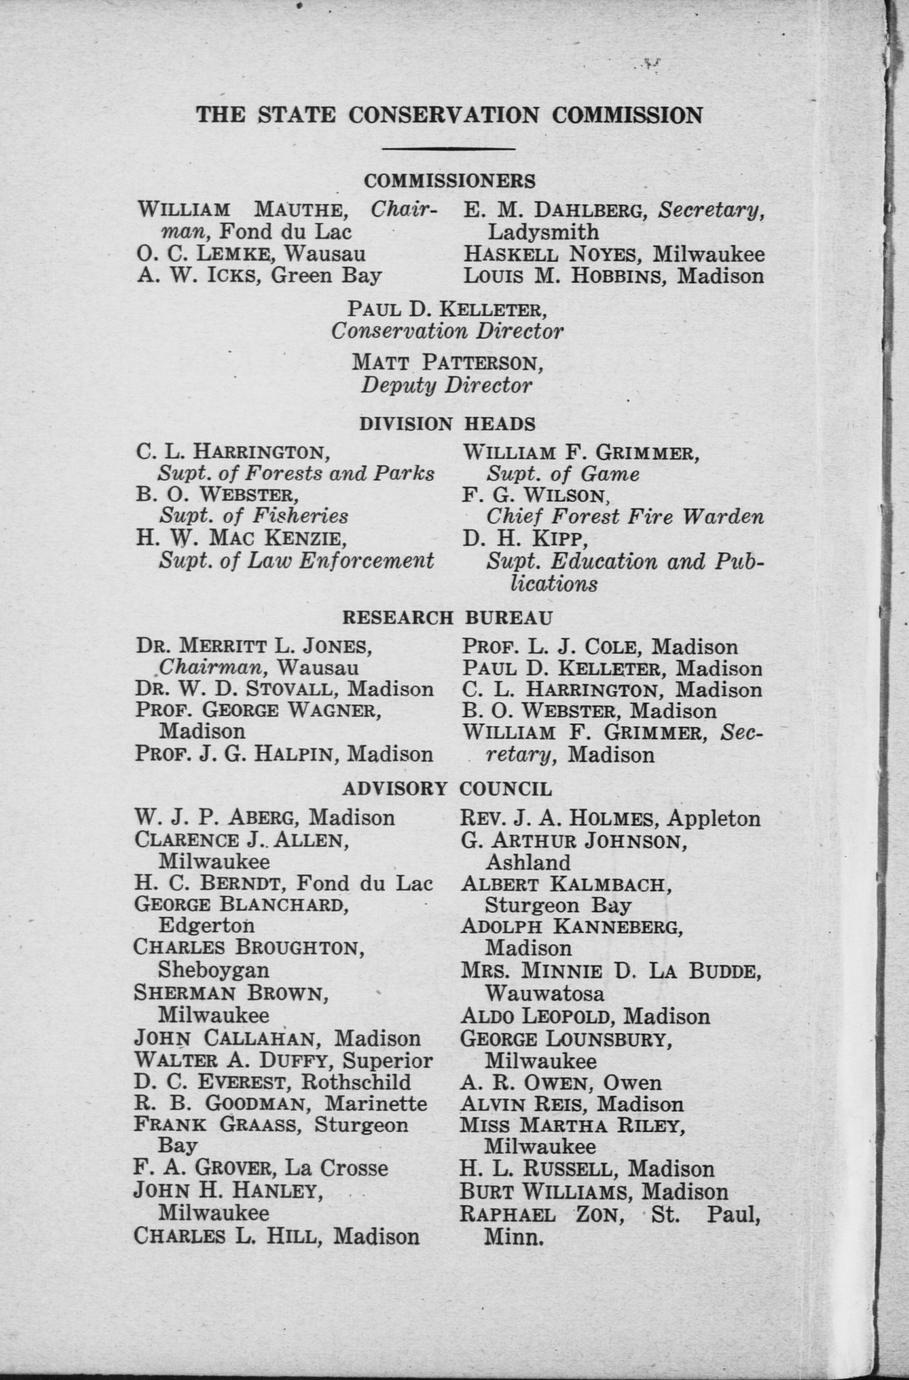 THE STATE CONSERVATION COMMISSION
COMMISSIONERS
WILLIAM MAUTHE, Chair-
man, Fond du Lac
O. C. LEMKE, Wausau
A. W. ICKS, Green Bay
E. M. DAHLBERG, Secretary,
Ladysmith
HASKELL NOYES, Milwaukee
LOUIS M. HOBBINS, Madison
PAUL D. KELLETER,
Conservation Director
MATT PATTERSON,
Deputy Director
DIVISION HEADS
C. L. HARRINGTON,
Supt. of Forests and Parks
B. O. WEBSTER,
Supt. of Fisheries
H. W. MAC KENZIE,
Supt. of Law Enforcement
WILLIAM F. GRIMMER,
Supt. of Game
F. G. WILSON,
Chief Forest Fire Warden
D. H. KIPP,
Supt. Education and Pub-
lications
RESEARCH BUREAU
DR. MERRITT L. JONES,
Chairman, Wausau
DR. W. D. STOVALL, Madison
PROF. GEORGE WAGNER,
Madison
PROF. J. G. HALPIN, Madison
PROF. L. J. COLE, Madison
PAUL D. KELLETER, Madison
C. L. HARRINGTON, Madison
B. O. WEBSTER, Madison
WILLIAM F. GRIMMER, Sec-
retary, Madison
ADVISORY COUNCIL
W. J. P. ABERG, Madison
CLARENCE J. ALLEN,
Milwaukee
H. C. BERNDT, Fond du Lac
GEORGE BLANCHARD,
Edgerton
CHARLES BROUGHTON,
Sheboygan
SHERMAN BROWN,
Milwaukee
JOHN CALLAHAN, Madison
WALTER A. DUFFY, Superior
D. C. EVEREST, Rothschild
R. B. GOODMAN, Marinette
FRANK GRAASS, Sturgeon
Bay
F. A. GROVER, La Crosse
JOHN H. HANLEY,
Milwaukee
CHARLES L. HILL, Madison
REV. J. A. HOLMES, Appleton
G. ARTHUR JOHNSON,
Ashland
ALBERT KALMBACH,
Sturgeon Bay
ADOLPH KANNEBERG,
Madison
MRS. MINNIE D. LA BUDDE,
Wauwatosa
ALDO LEOPOLD, Madison
GEORGE LOUNSBURY,
Milwaukee
A. R. OWEN, Owen
ALVIN REIS, Madison
MISS MARTHA RILEY,
Milwaukee
H. L. RUSSELL, Madison
BURT WILLIAMS, Madison
RAPHAEL ZON, St. Paul,
Minn.